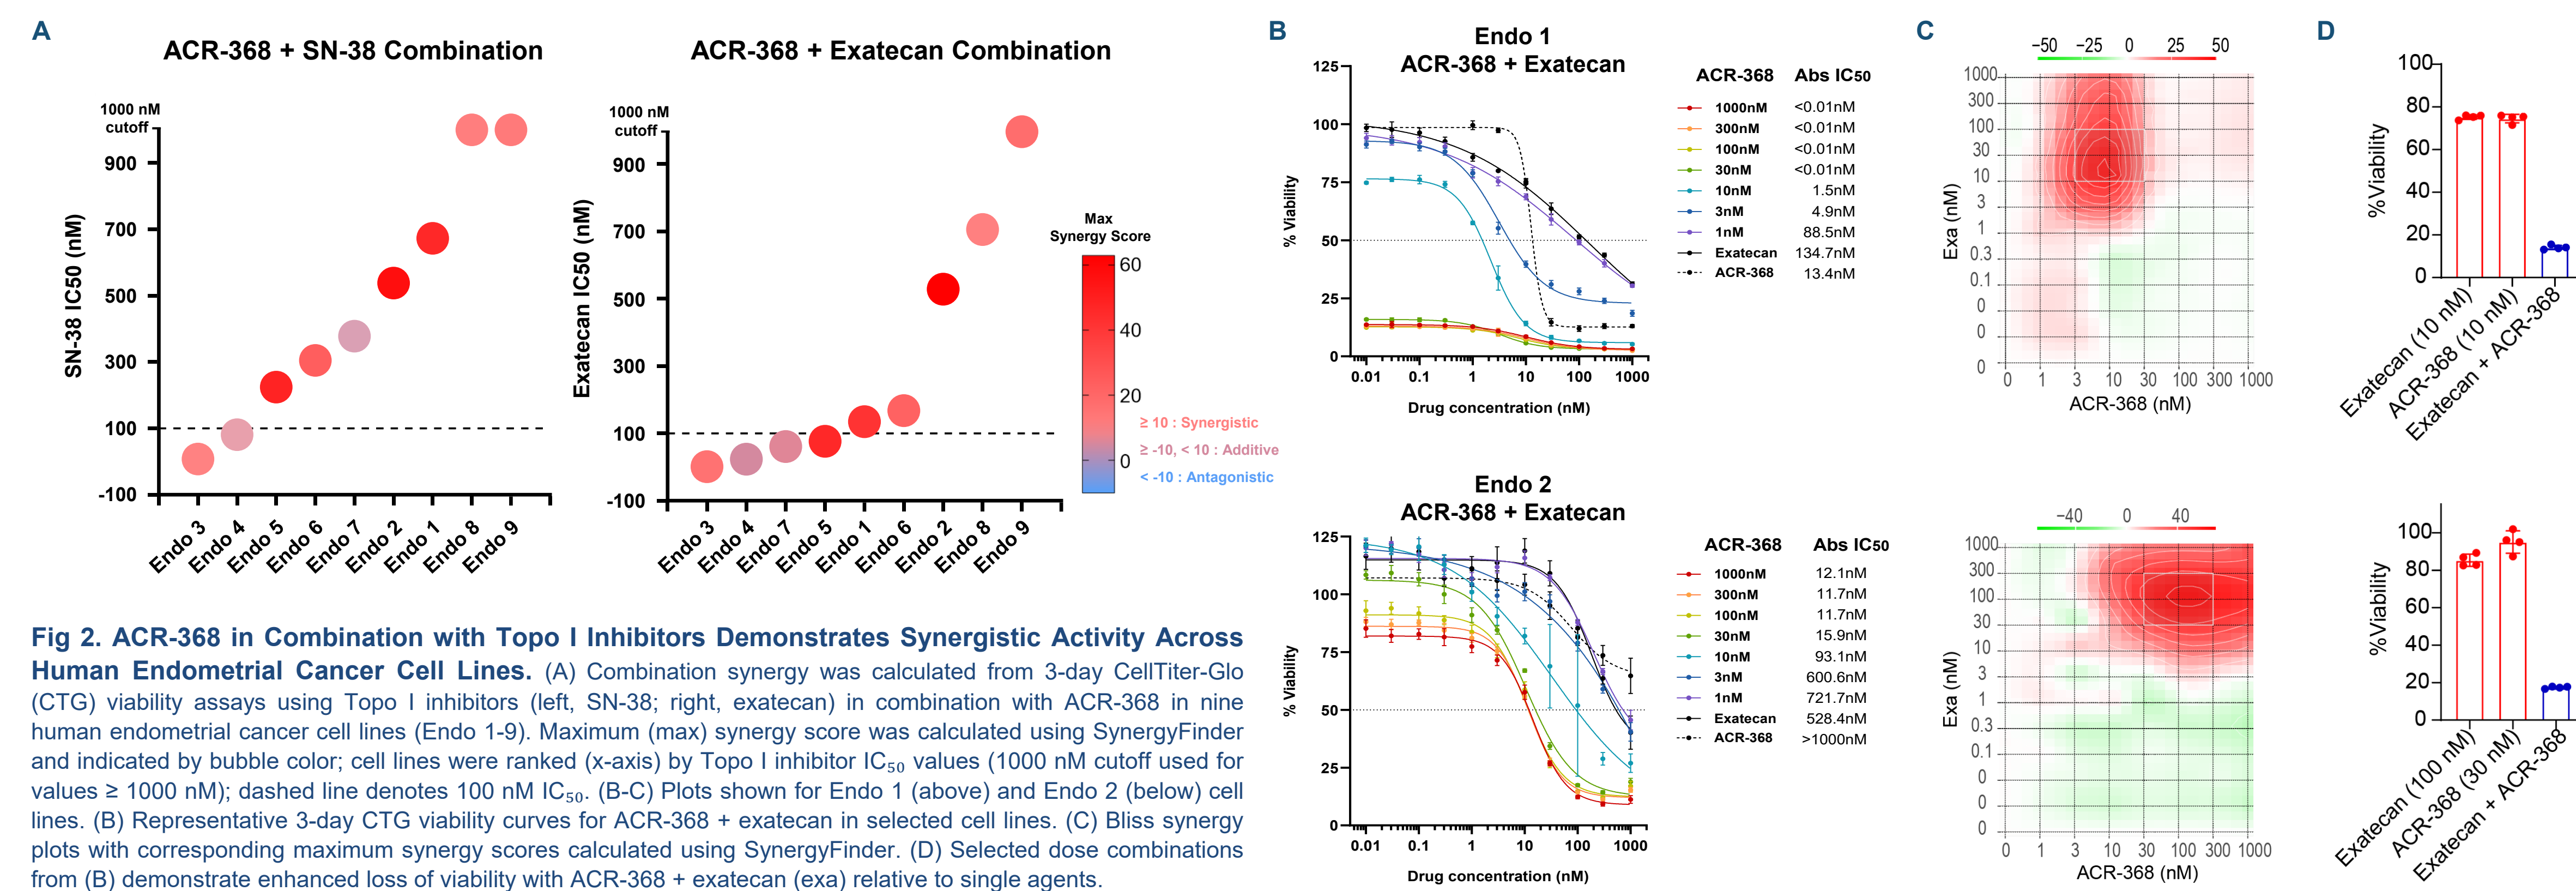 A
ACR-368 + SN-38 Combination
1000 nM
cutoff
900
700
500
300
100
-100
SN-38 IC50 (nM)
Endo 3
Endo 4
Endo 5
Endo 6
Endo 7
Endo 2
Endo 1
Endo 8
Endo 9
ACR-368 + Exatecan Combination
1000 nM
cutoff
900
700
500
300
100
-100
Exatecan IC50 (nM)
Endo 3
Endo 4
Endo 7
Endo 5
Endo 1
Endo 6
Endo 2
Endo 8
Endo 9
Max
Synergy Score
60
40
20
0
≥ 10 : Synergistic
≥ -10, < 10 : Additive
< -10 : Antagonistic
Fig 2. ACR-368 in Combination with Topo I Inhibitors Demonstrates Synergistic Activity Across
Human Endometrial Cancer Cell Lines. (A) Combination synergy was calculated from 3-day CellTiter-Glo
(CTG) viability assays using Topo I inhibitors (left, SN-38; right, exatecan) in combination with ACR-368 in nine
human endometrial cancer cell lines (Endo 1-9). Maximum (max) synergy score was calculated using SynergyFinder
and indicated by bubble color; cell lines were ranked (x-axis) by Topo I inhibitor IC₅₀ values (1000 nM cutoff used for
values ≥ 1000 nM); dashed line denotes 100 nM IC₅₀. (B-C) Plots shown for Endo 1 (above) and Endo 2 (below) cell
lines. (B) Representative 3-day CTG viability curves for ACR-368 + exatecan in selected cell lines. (C) Bliss synergy
plots with corresponding maximum synergy scores calculated using SynergyFinder. (D) Selected dose combinations
from (B) demonstrate enhanced loss of viability with ACR-368 + exatecan (exa) relative to single agents.
B
Endo 1
ACR-368 + Exatecan
125
100
75
50
25
0
% Viability
0.01 0.1 1 10 100 1000
Drug concentration (nM)
ACR-368 Abs IC50
1000nM <0.01nM
300nM <0.01nM
100nM <0.01nM
30nM <0.01nM
10nM 1.5nM
3nM 4.9nM
1nM 88.5nM
Exatecan 134.7nM
ACR-368 13.4nM
Endo 2
ACR-368 + Exatecan
125
100
75
50
25
0
% Viability
0.01 0.1 1 10 100 1000
Drug concentration (nM)
ACR-368 Abs IC50
1000nM 12.1nM
300nM 11.7nM
100nM 11.7nM
30nM 15.9nM
10nM 93.1nM
3nM 600.6nM
1nM 721.7nM
Exatecan 528.4nM
ACR-368 >1000nM
C
−50 −25 0 25 50
1000
300
100
30
10
3
1
0.3
0.1
0
0
0
Exa (nM)
0 1 3 10 30 100 300 1000
ACR-368 (nM)
−40 0 40
1000
300
100
30
10
3
1
0.3
0.1
0
0
0
Exa (nM)
0 1 3 10 30 100 300 1000
ACR-368 (nM)
D
100
80
60
40
20
0
%Viability
Exatecan (10 nM)
ACR-368 (10 nM)
Exatecan + ACR-368
100
80
60
40
20
0
%Viability
Exatecan (100 nM)
ACR-368 (30 nM)
Exatecan + ACR-368